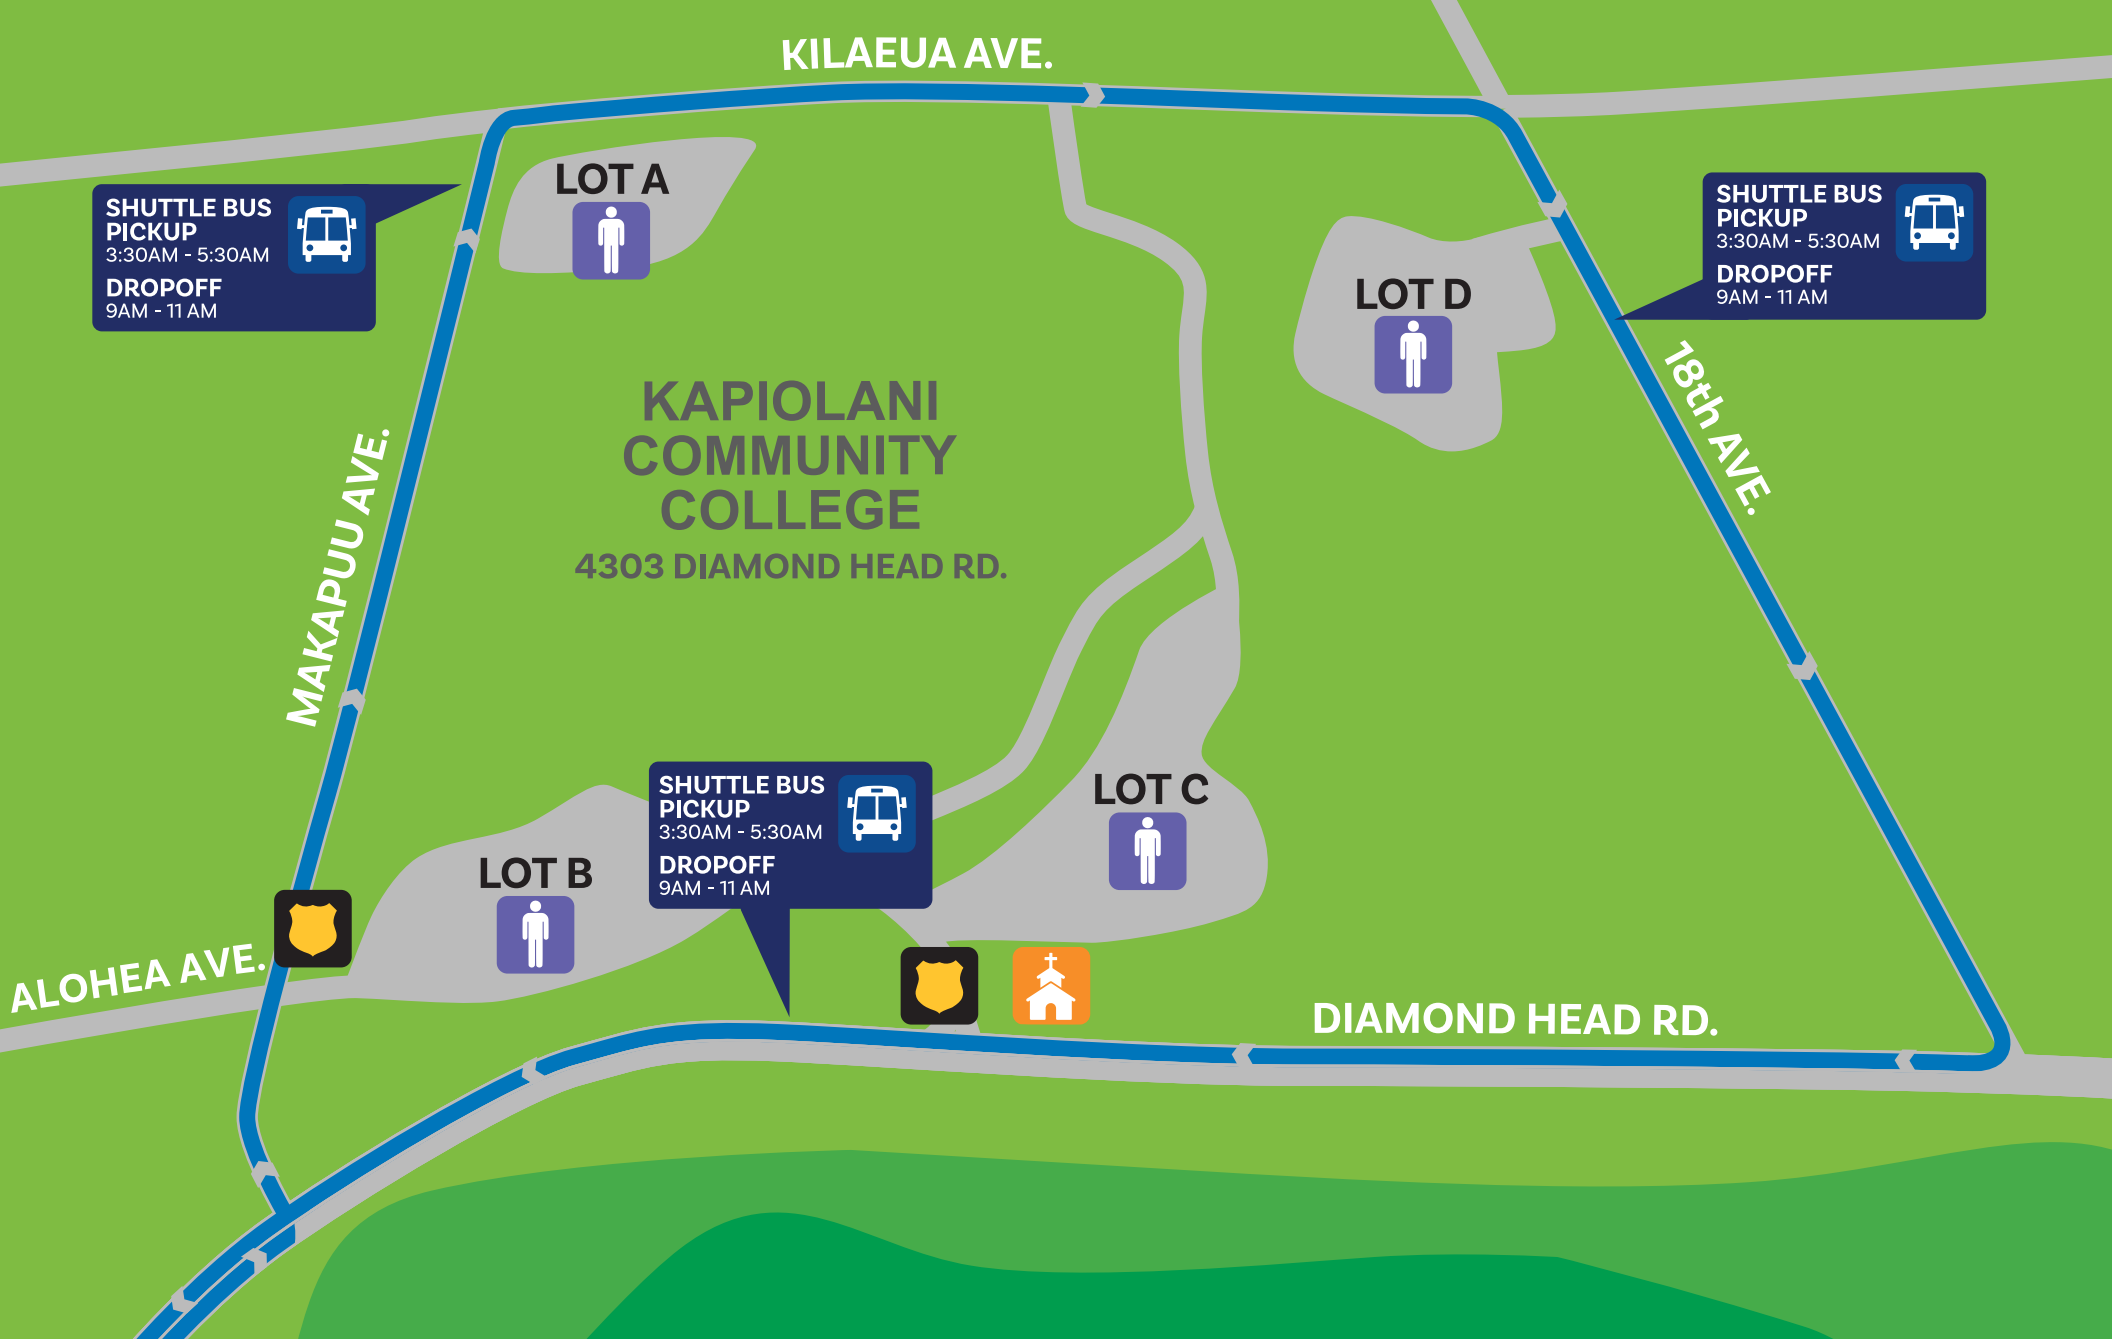 KILAEUA AVE.
LOT A
SHUTTLE BUS
PICKUP
3:30AM - 5:30AM
DROPOFF
9AM - 11 AM
SHUTTLE BUS
PICKUP
3:30AM - 5:30AM
DROPOFF
9AM - 11 AM
LOT D
18th AVE.
KAPIOLANI
COMMUNITY
COLLEGE
4303 DIAMOND HEAD RD.
MAKAPUU AVE.
SHUTTLE BUS
PICKUP
3:30AM - 5:30AM
DROPOFF
9AM - 11 AM
LOT C
LOT B
ALOHEA AVE.
DIAMOND HEAD RD.